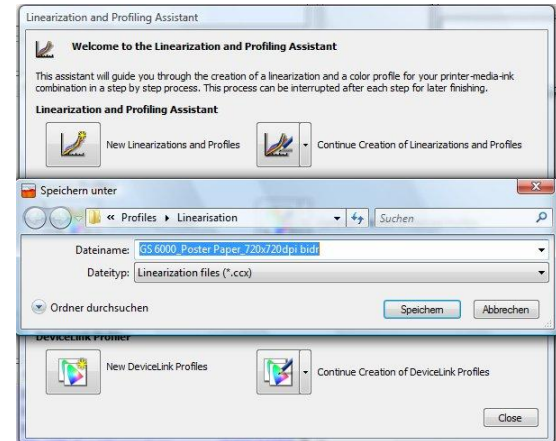 Linearization and Profiling Assistant
Welcome to the Linearization and Profiling Assistant
This assistant will guide you through the creation of a linearization and a color profile for your printer-media-ink
combination in a step by step process. This process can be interrupted after each step for later finishing.
Linearization and Profiling Assistant
New Linearizations and Profiles
Continue Creation of Linearizations and Profiles
Speichern unter
« Profiles Linearisation
Suchen
Dateiname: GS 6000_Poster Paper_720x720dpi bidr
Dateityp: Linearization files (*.ccx)
Ordner durchsuchen
Speichern
Abbrechen
DeviceLink Profiler
New DeviceLink Profiles
Continue Creation of DeviceLink Profiles
Close